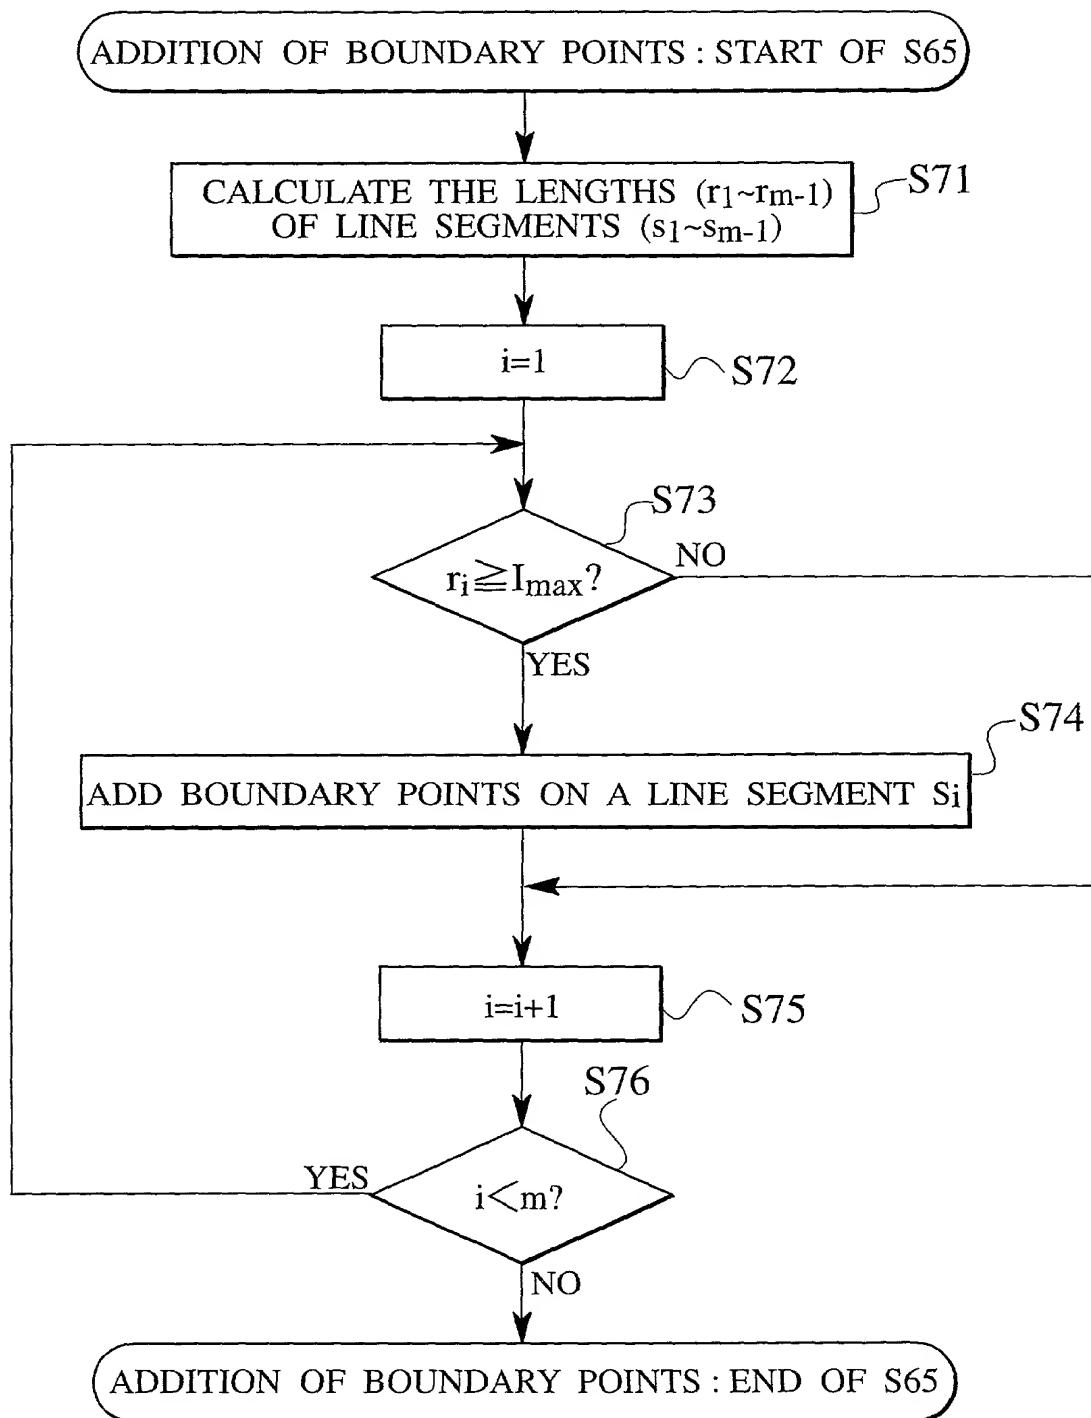 ADDITION OF BOUNDARY POINTS : START OF S65
CALCULATE THE LENGTHS (r1~rm-1)
OF LINE SEGMENTS (s1~sm-1)
S71
i=1
S72
S73
ri≧Imax?
NO
YES
S74
ADD BOUNDARY POINTS ON A LINE SEGMENT Si
i=i+1
S75
S76
YES
i<m?
NO
ADDITION OF BOUNDARY POINTS : END OF S65